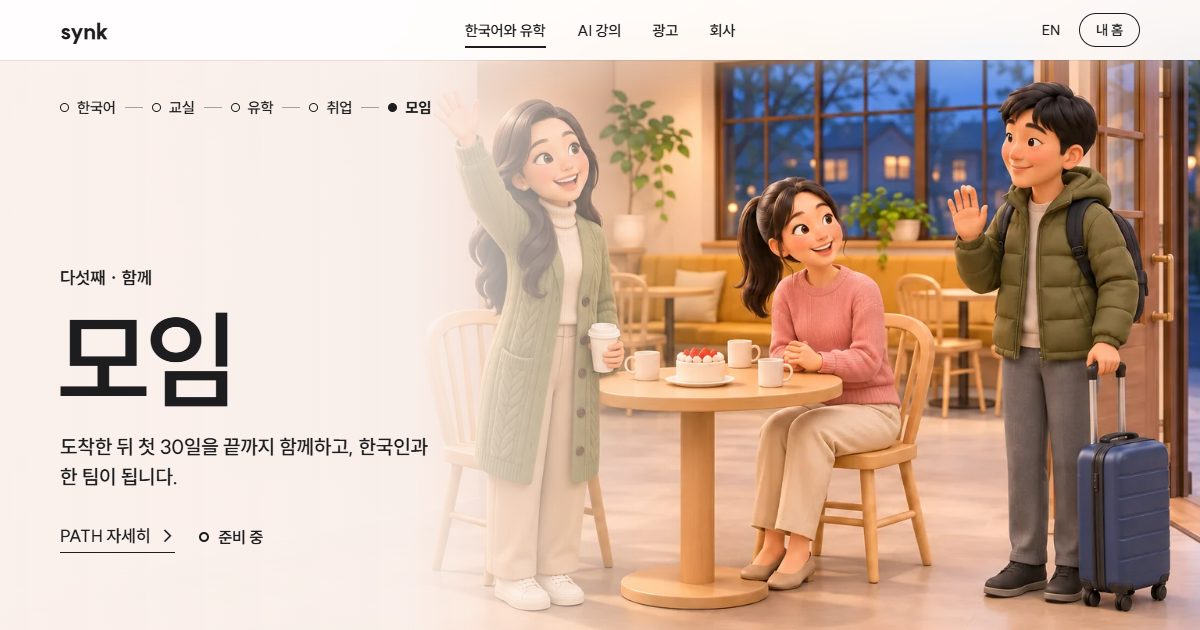 synk
한국어와 유학
AI 강의
광고
회사
EN
내 홈
한국어
교실
유학
취업
모임
다섯째 · 함께
모임
도착한 뒤 첫 30일을 끝까지 함께하고, 한국인과
한 팀이 됩니다.
PATH 자세히
준비 중